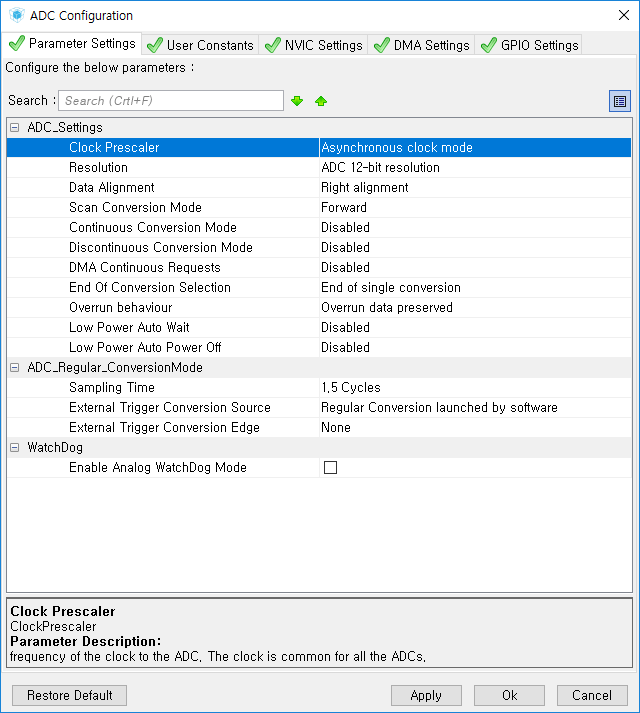 ADC Configuration
Parameter Settings User Constants NVIC Settings DMA Settings GPIO Settings
Configure the below parameters :
Search : Search (Crtl+F)
ADC_Settings
Clock Prescaler Asynchronous clock mode
Resolution ADC 12-bit resolution
Data Alignment Right alignment
Scan Conversion Mode Forward
Continuous Conversion Mode Disabled
Discontinuous Conversion Mode Disabled
DMA Continuous Requests Disabled
End Of Conversion Selection End of single conversion
Overrun behaviour Overrun data preserved
Low Power Auto Wait Disabled
Low Power Auto Power Off Disabled
ADC_Regular_ConversionMode
Sampling Time 1.5 Cycles
External Trigger Conversion Source Regular Conversion launched by software
External Trigger Conversion Edge None
WatchDog
Enable Analog WatchDog Mode
Clock Prescaler
ClockPrescaler
Parameter Description:
frequency of the clock to the ADC. The clock is common for all the ADCs.
Restore Default Apply Ok Cancel